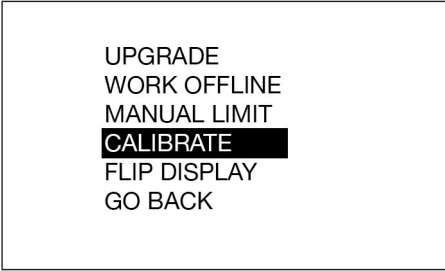 UPGRADE
WORK OFFLINE
MANUAL LIMIT
CALIBRATE
FLIP DISPLAY
GO BACK